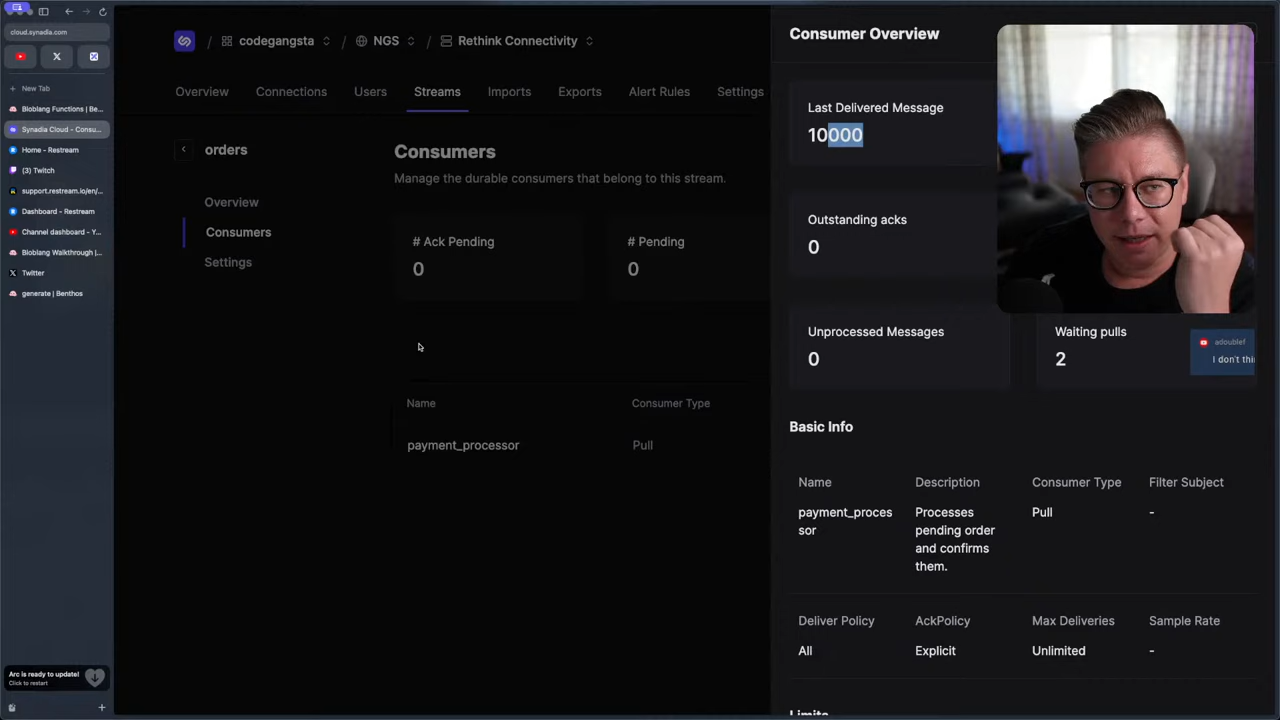 cloud.synadia.com
New Tab
Bloblang Functions | Be...
Synadia Cloud - Consu...
Home - Restream
(3) Twitch
support.restream.io/en/...
Dashboard - Restream
Channel dashboard - Y...
Bloblang Walkthrough |...
Twitter
generate | Benthos
Arc is ready to update!
Click to restart
/ codegangsta / NGS / Rethink Connectivity
Overview Connections Users Streams Imports Exports Alert Rules Settings
orders
Overview
Consumers
Settings
Consumers
Manage the durable consumers that belong to this stream.
# Ack Pending # Pending
0 0
Name Consumer Type
payment_processor Pull
Consumer Overview
Last Delivered Message
10000
Outstanding acks
0
Unprocessed Messages Waiting pulls
0 2
adoublef
I don't thi
Basic Info
Name Description Consumer Type Filter Subject
payment_proces Processes Pull -
sor pending order
and confirms
them.
Deliver Policy AckPolicy Max Deliveries Sample Rate
All Explicit Unlimited -
Limits